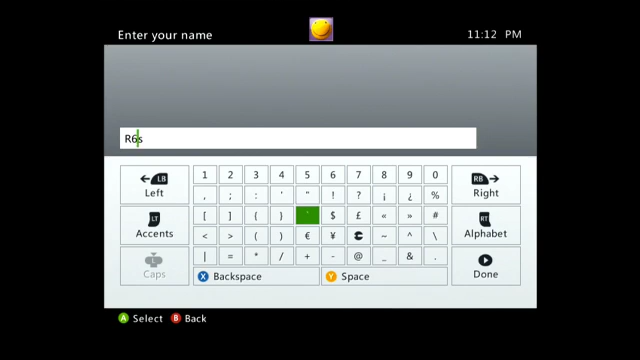 Enter your name
11:12 PM
R6s
LB
Left
1 2 3 4 5 6 7 8 9 0
RB
Right
, ; : ' " ! ? ¡ ¿ %
LT
Accents
[ ] { } ` $ £ « » #
RT
Alphabet
< > ( ) € ¥ ~ ^ \
L
Caps
| = * / + - @ _ & .
Done
X Backspace
Y Space
A Select B Back